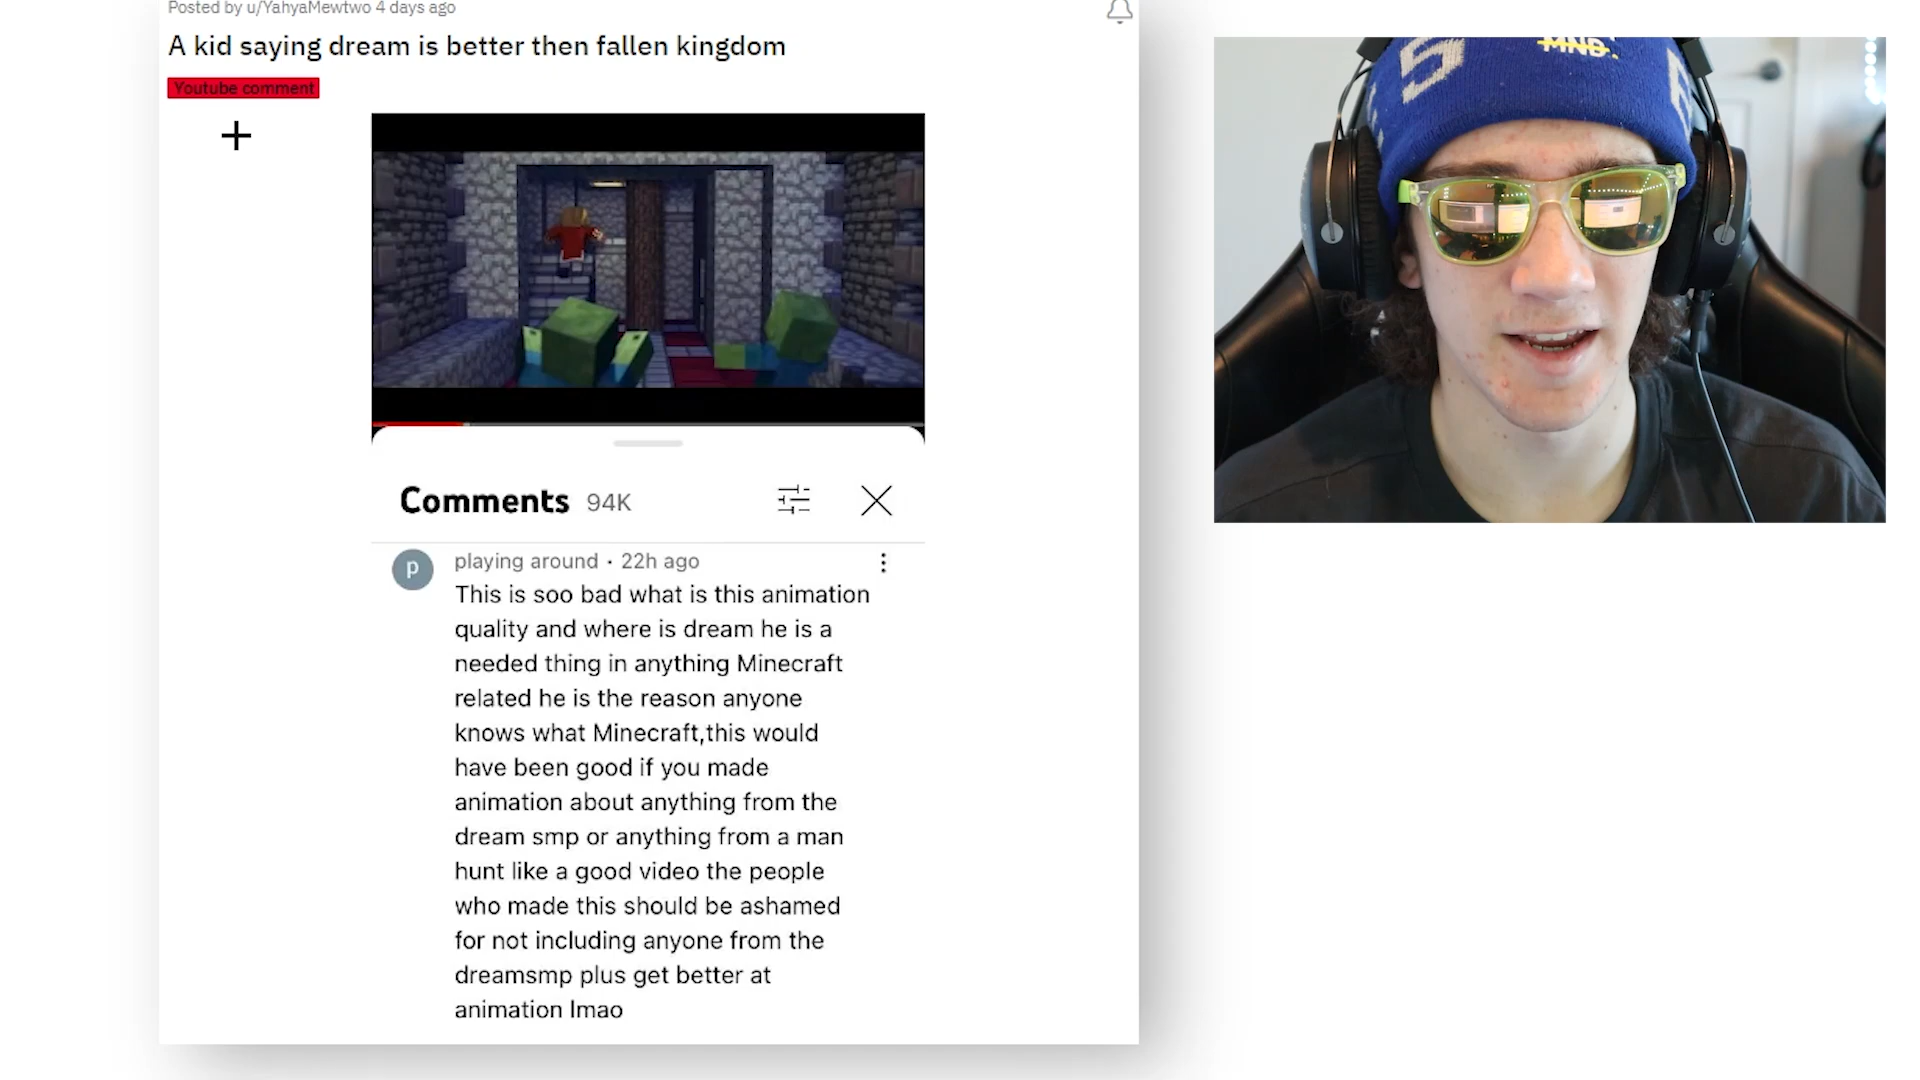 Posted by u/YahyaMewtwo 4 days ago
A kid saying dream is better then fallen kingdom
Youtube comment
Comments 94K
p
playing around · 22h ago
This is soo bad what is this animation
quality and where is dream he is a
needed thing in anything Minecraft
related he is the reason anyone
knows what Minecraft,this would
have been good if you made
animation about anything from the
dream smp or anything from a man
hunt like a good video the people
who made this should be ashamed
for not including anyone from the
dreamsmp plus get better at
animation lmao
5
MND.